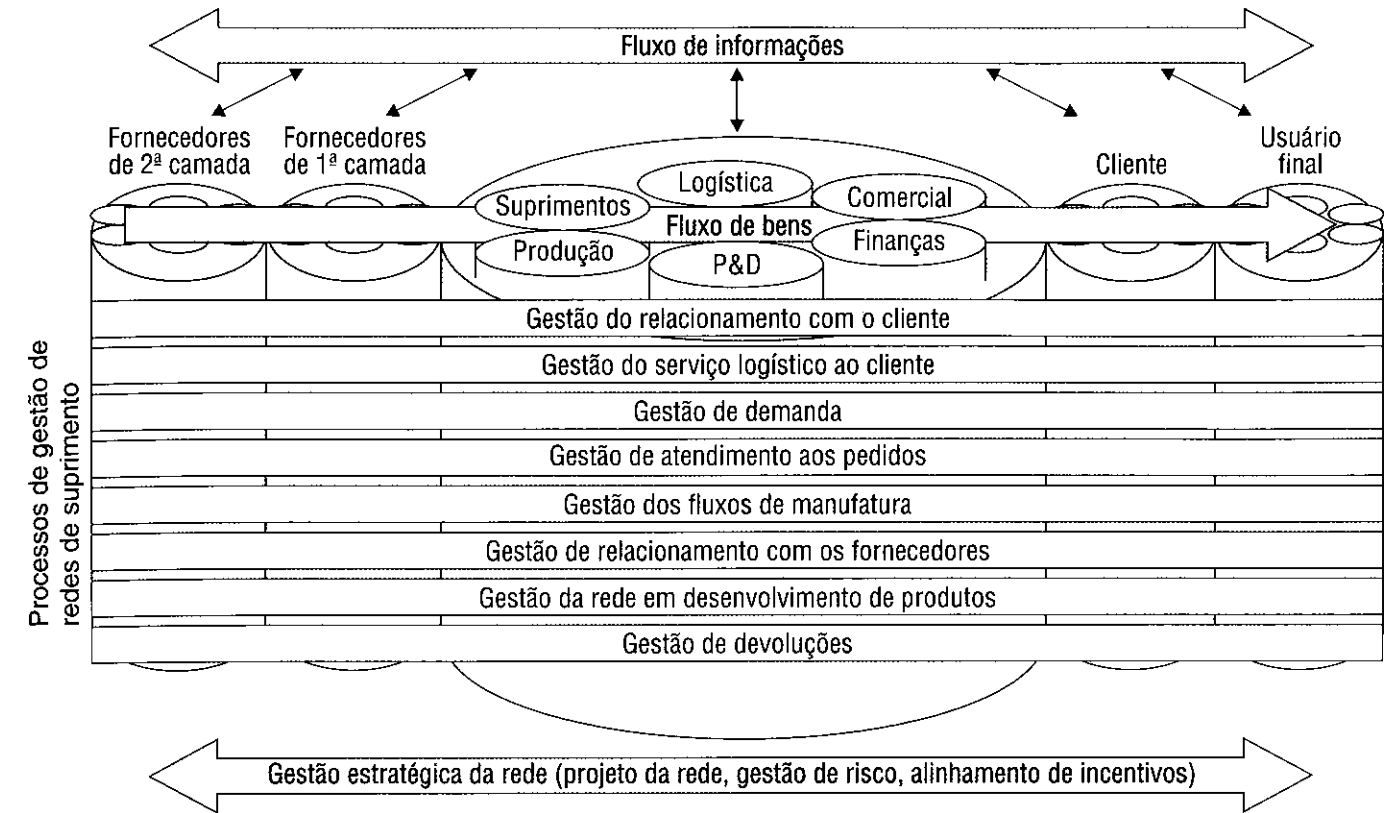 Fluxo de informações
Fornecedores
de 2ª camada
Fornecedores
de 1ª camada
Cliente
Usuário
final
Logística
Suprimentos
Comercial
Fluxo de bens
Produção
P&D
Finanças
Processos de gestão de
redes de suprimento
Gestão do relacionamento com o cliente
Gestão do serviço logístico ao cliente
Gestão de demanda
Gestão de atendimento aos pedidos
Gestão dos fluxos de manufatura
Gestão de relacionamento com os fornecedores
Gestão da rede em desenvolvimento de produtos
Gestão de devoluções
Gestão estratégica da rede (projeto da rede, gestão de risco, alinhamento de incentivos)